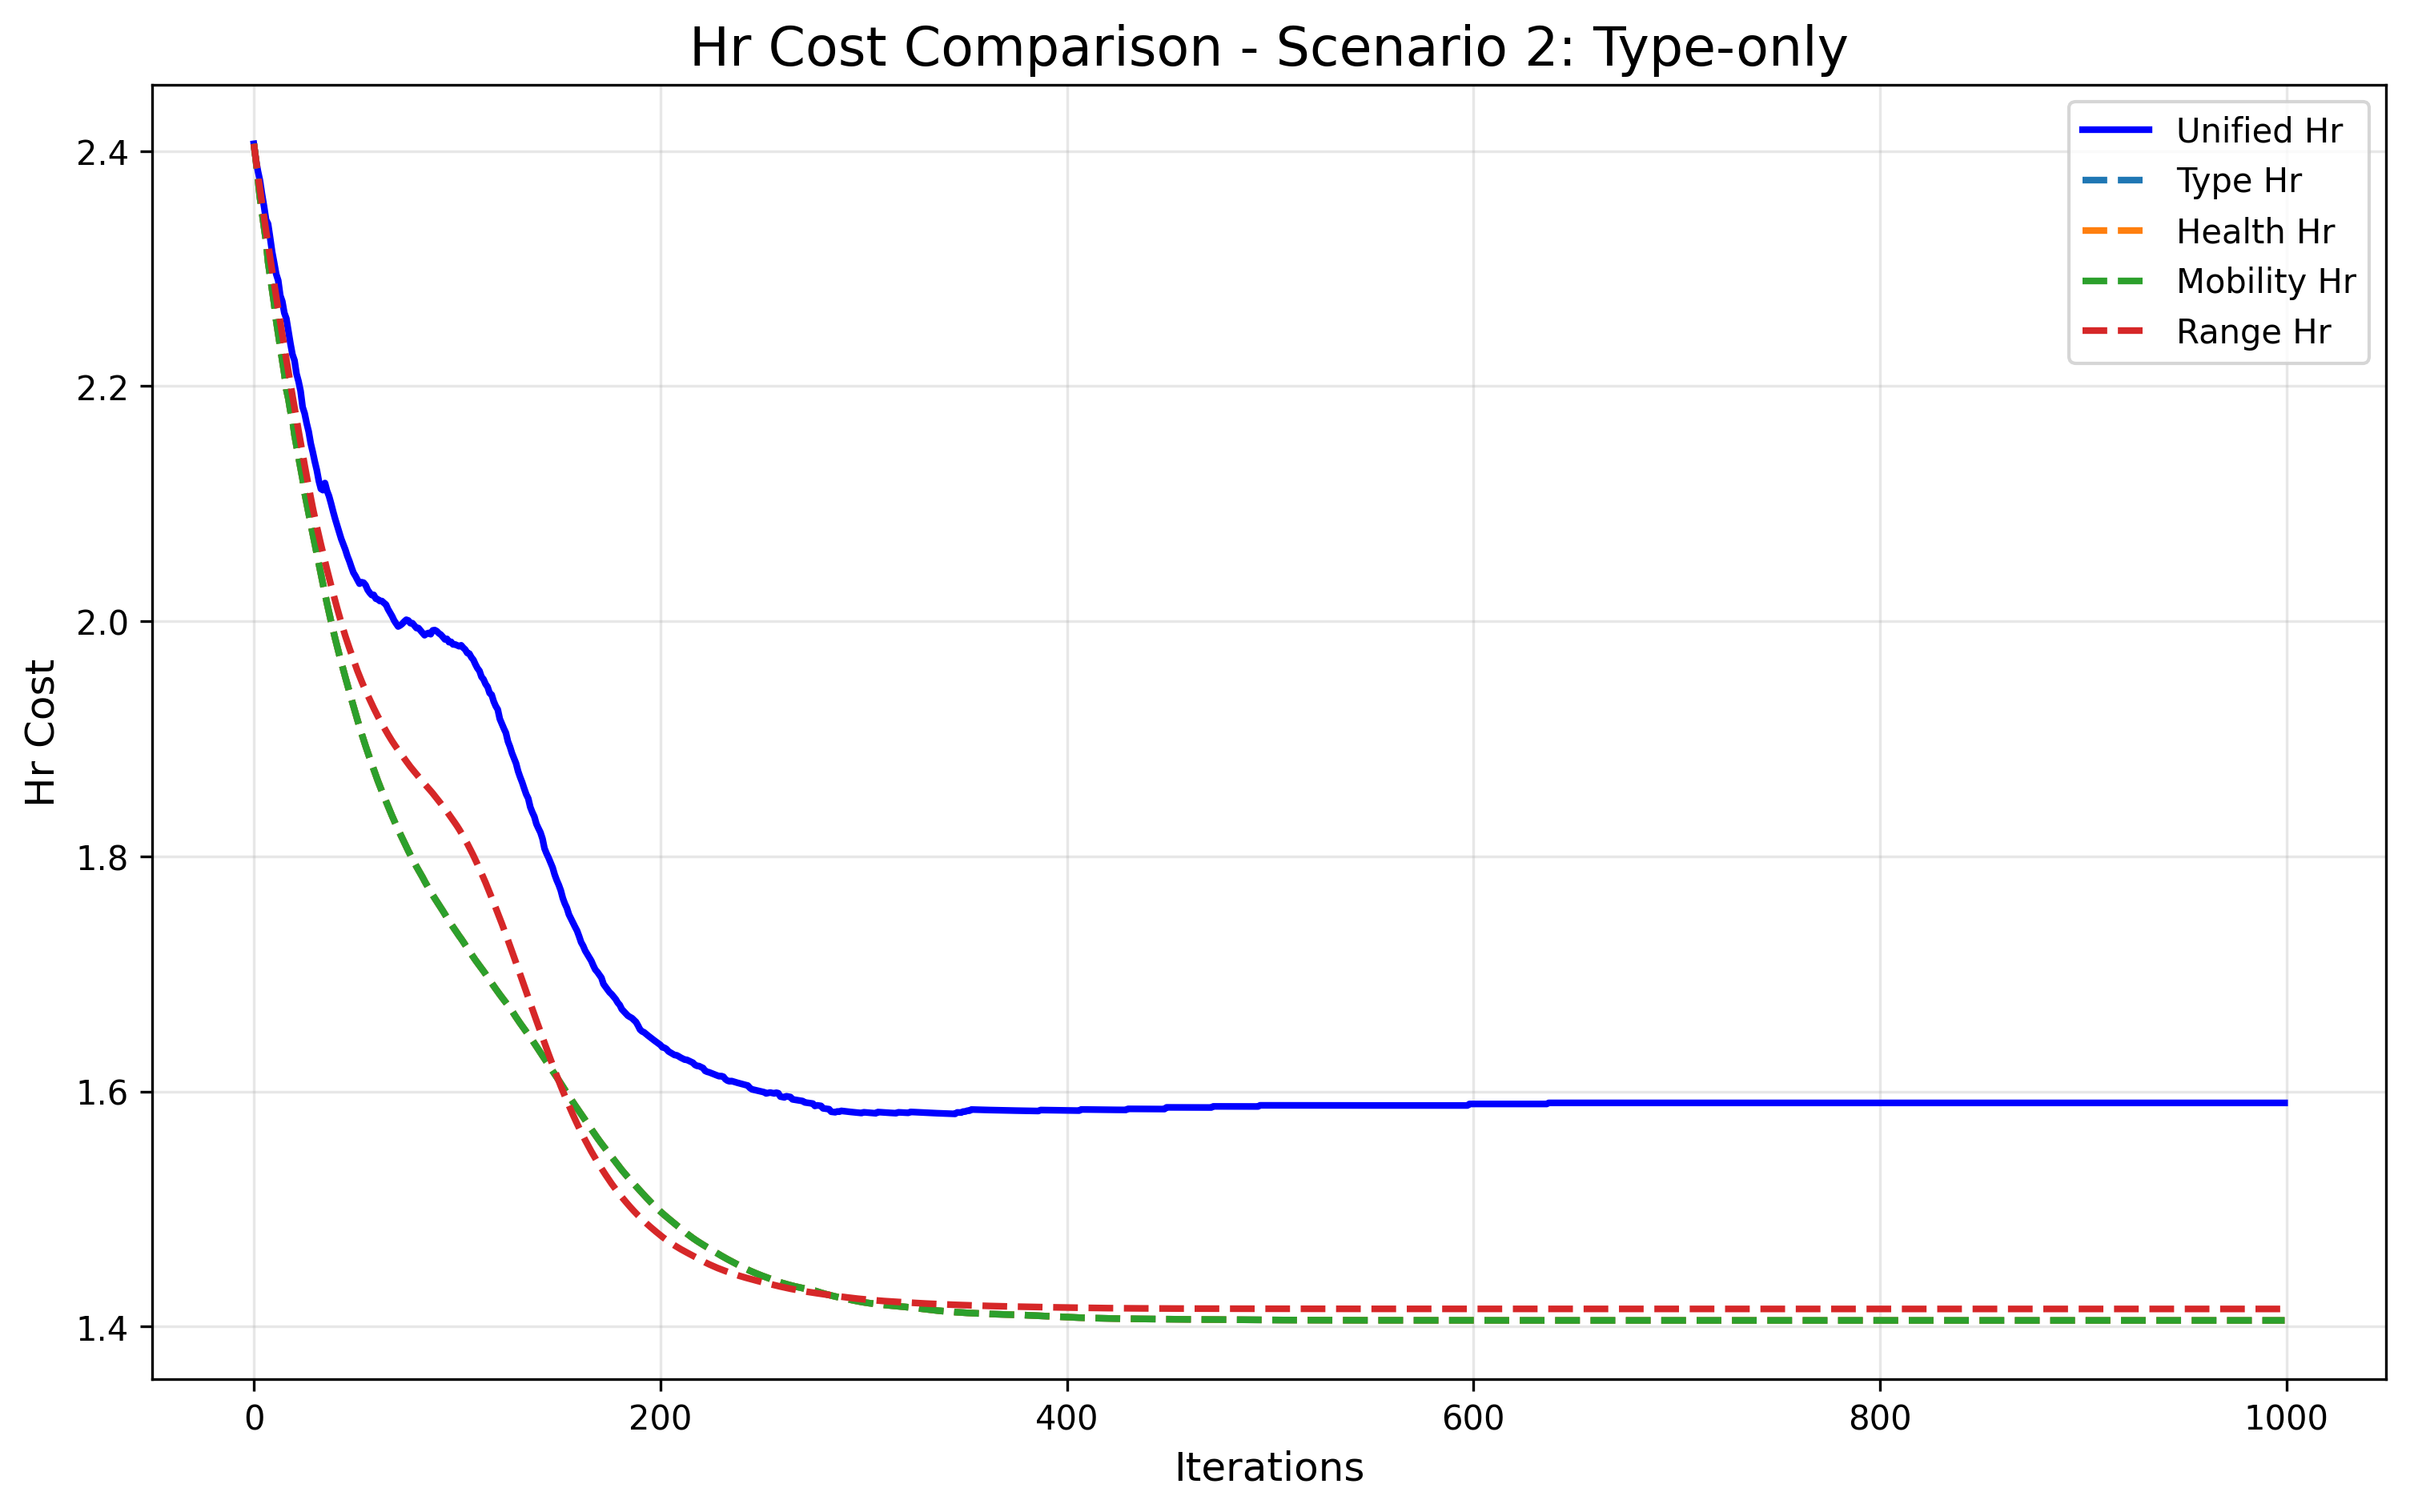 Hr Cost Comparison - Scenario 2: Type-only
Unified Hr
Type Hr
Health Hr
Mobility Hr
Range Hr
Hr Cost
2.4
2.2
2.0
1.8
1.6
1.4
0 200 400 600 800 1000
Iterations